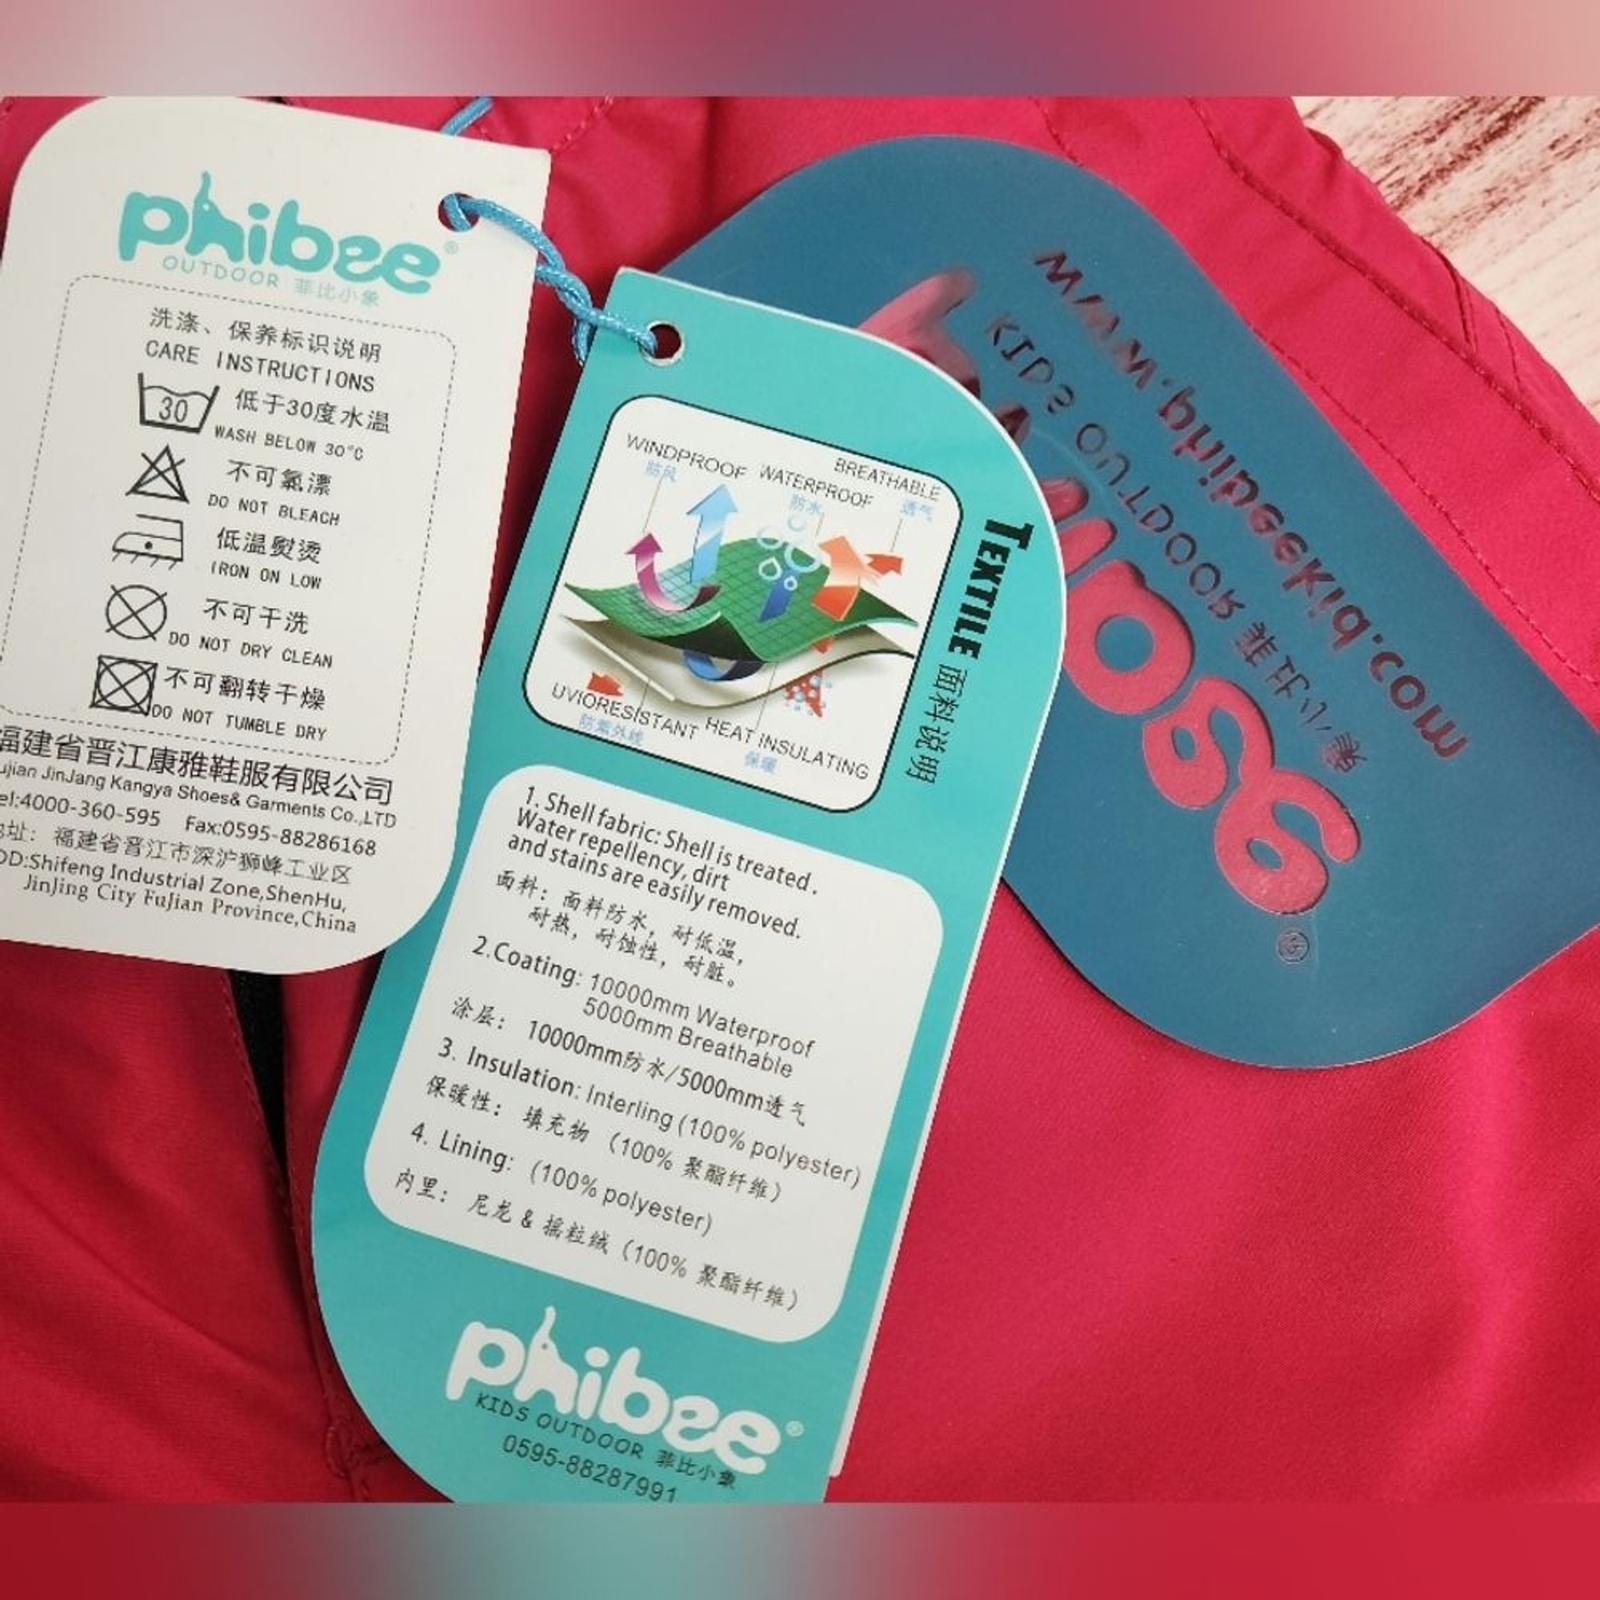 phibee®
OUTDOOR 菲比小象
洗涤、保养标识说明
CARE INSTRUCTIONS
30 低于30度水温
WASH BELOW 30°C
不可氯漂
DO NOT BLEACH
低温熨烫
IRON ON LOW
不可干洗
DO NOT DRY CLEAN
不可翻转干燥
DO NOT TUMBLE DRY
福建省晋江康雅鞋服有限公司
ujian JinJang Kangya Shoes& Garments Co.,LTD
el:4000-360-595 Fax:0595-88286168
址：福建省晋江市深沪狮峰工业区
DD:Shifeng Industrial Zone,ShenHu,
JinJing City FuJian Province,China
WINDPROOF
防风
WATERPROOF
防水
BREATHABLE
透气
UVIORESISTANT
防紫外线
HEAT INSULATING
保暖
TEXTILE 面料说明
1. Shell fabric: Shell is treated.
Water repellency, dirt
and stains are easily removed.
面料：面料防水，耐低温，
耐热，耐蚀性，耐脏。
2.Coating: 10000mm Waterproof
5000mm Breathable
涂层： 10000mm防水/5000mm透气
3. Insulation: Interling (100% polyester)
保暖性： 填充物 （100% 聚酯纤维）
4. Lining: (100% polyester)
内里： 尼龙 & 摇粒绒（100% 聚酯纤维）
phibee®
KIDS OUTDOOR 菲比小象
0595-88287991
www.phibeekid.com
KIDS OUTDOOR 菲比小象